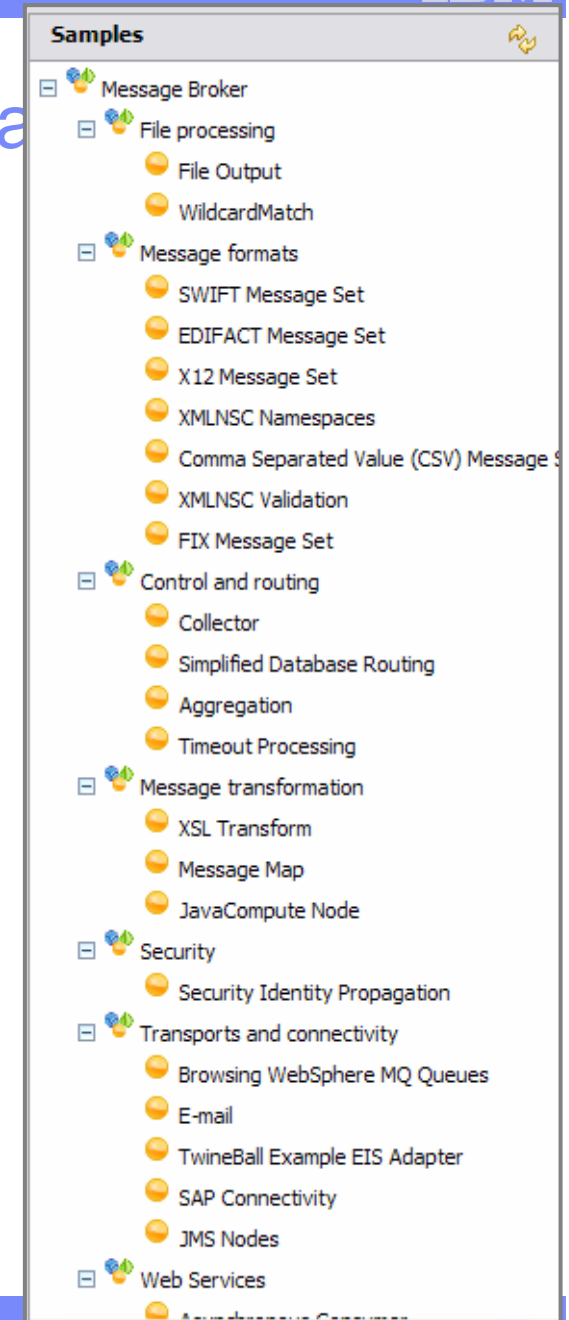 Samples
Message Broker
File processing
File Output
WildcardMatch
Message formats
SWIFT Message Set
EDIFACT Message Set
X12 Message Set
XMLNSC Namespaces
Comma Separated Value (CSV) Message
XMLNSC Validation
FIX Message Set
Control and routing
Collector
Simplified Database Routing
Aggregation
Timeout Processing
Message transformation
XSL Transform
Message Map
JavaCompute Node
Security
Security Identity Propagation
Transports and connectivity
Browsing WebSphere MQ Queues
E-mail
TwineBall Example EIS Adapter
SAP Connectivity
JMS Nodes
Web Services
Asynchronous Consumer